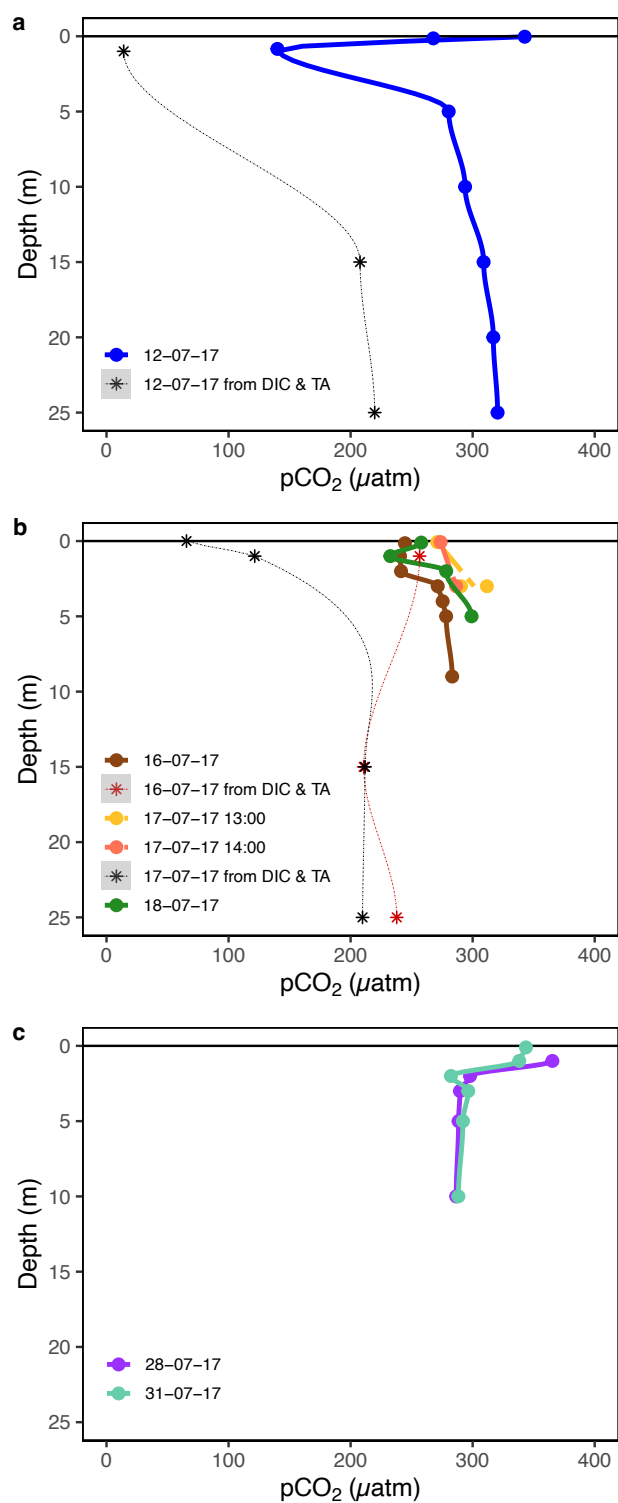 a
0
5
10
15
20
25
Depth (m)
12−07−17
12−07−17 from DIC & TA
0 100 200 300 400
pCO₂ (µatm)
b
0
5
10
15
20
25
Depth (m)
16−07−17
16−07−17 from DIC & TA
17−07−17 13:00
17−07−17 14:00
17−07−17 from DIC & TA
18−07−17
0 100 200 300 400
pCO₂ (µatm)
c
0
5
10
15
20
25
Depth (m)
28−07−17
31−07−17
0 100 200 300 400
pCO₂ (µatm)